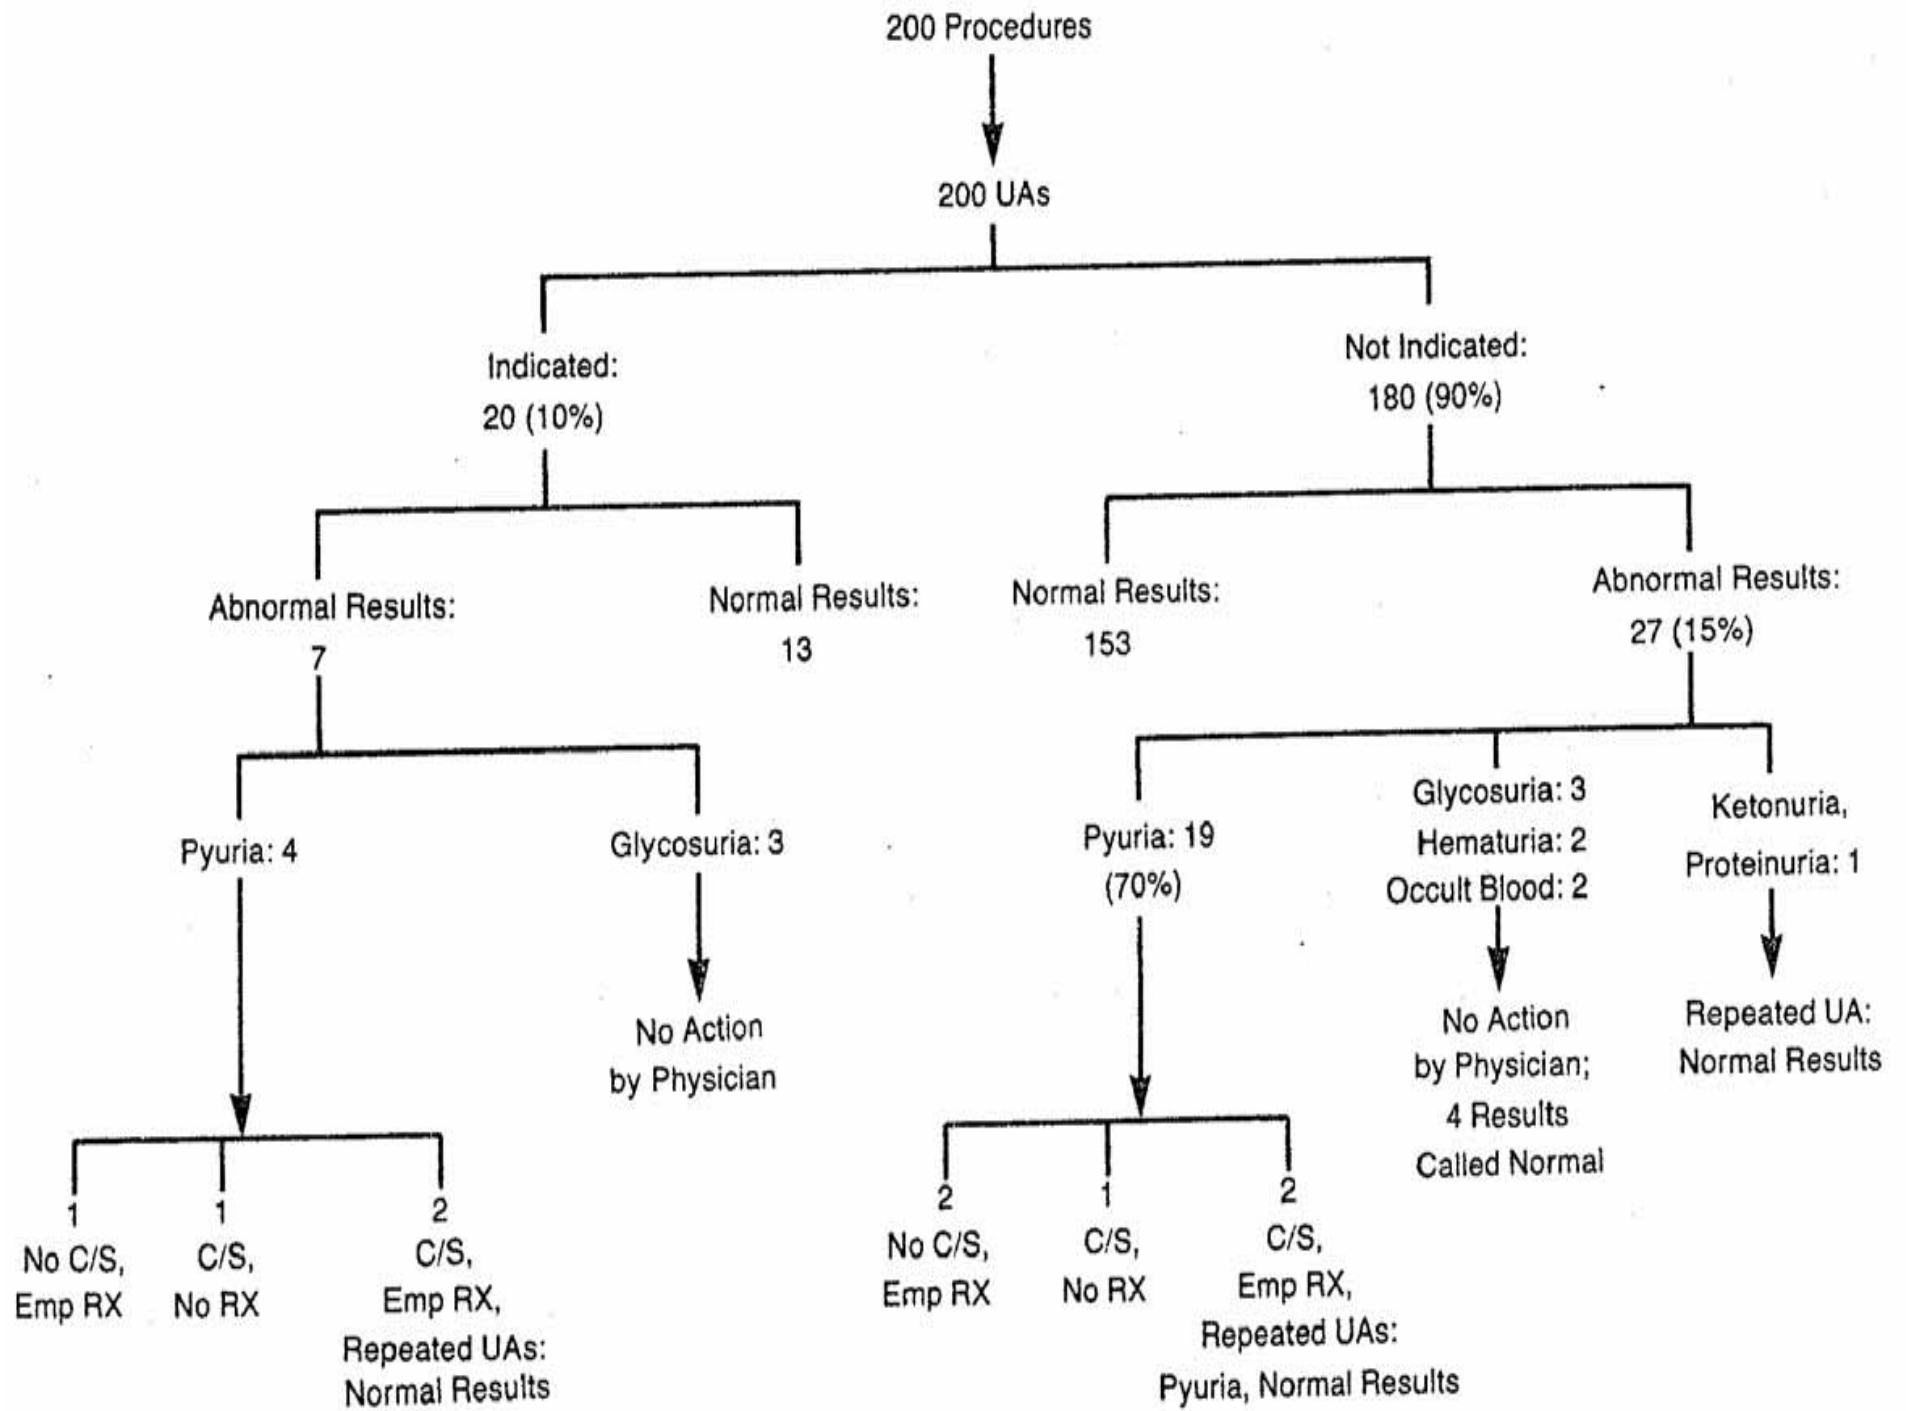 200 Procedures
200 UAs
Indicated:
20 (10%)
Not Indicated:
180 (90%)
Abnormal Results:
7
Normal Results:
13
Normal Results:
153
Abnormal Results:
27 (15%)
Pyuria: 4
Glycosuria: 3
No Action
by Physician
Pyuria: 19
(70%)
Glycosuria: 3
Hematuria: 2
Occult Blood: 2
No Action
by Physician;
4 Results
Called Normal
Ketonuria,
Proteinuria: 1
Repeated UA:
Normal Results
1
No C/S,
Emp RX
1
C/S,
No RX
2
C/S,
Emp RX,
Repeated UAs:
Normal Results
2
No C/S,
Emp RX
1
C/S,
No RX
2
C/S,
Emp RX,
Repeated UAs:
Pyuria, Normal Results